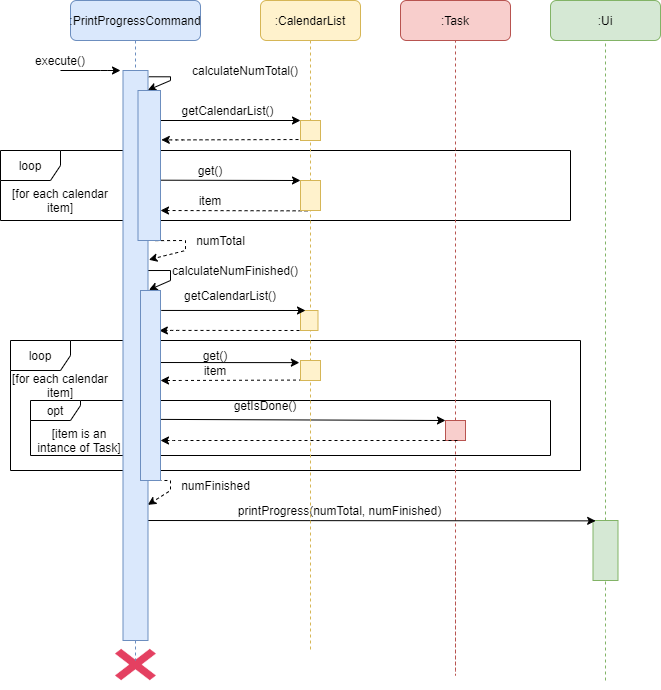 :PrintProgressCommand
:CalendarList
:Task
:Ui
execute()
calculateNumTotal()
getCalendarList()
loop
get()
[for each calendar
item]
item
numTotal
calculateNumFinished()
getCalendarList()
loop
get()
item
[for each calendar
item]
opt
getIsDone()
[item is an
intance of Task]
numFinished
printProgress(numTotal, numFinished)